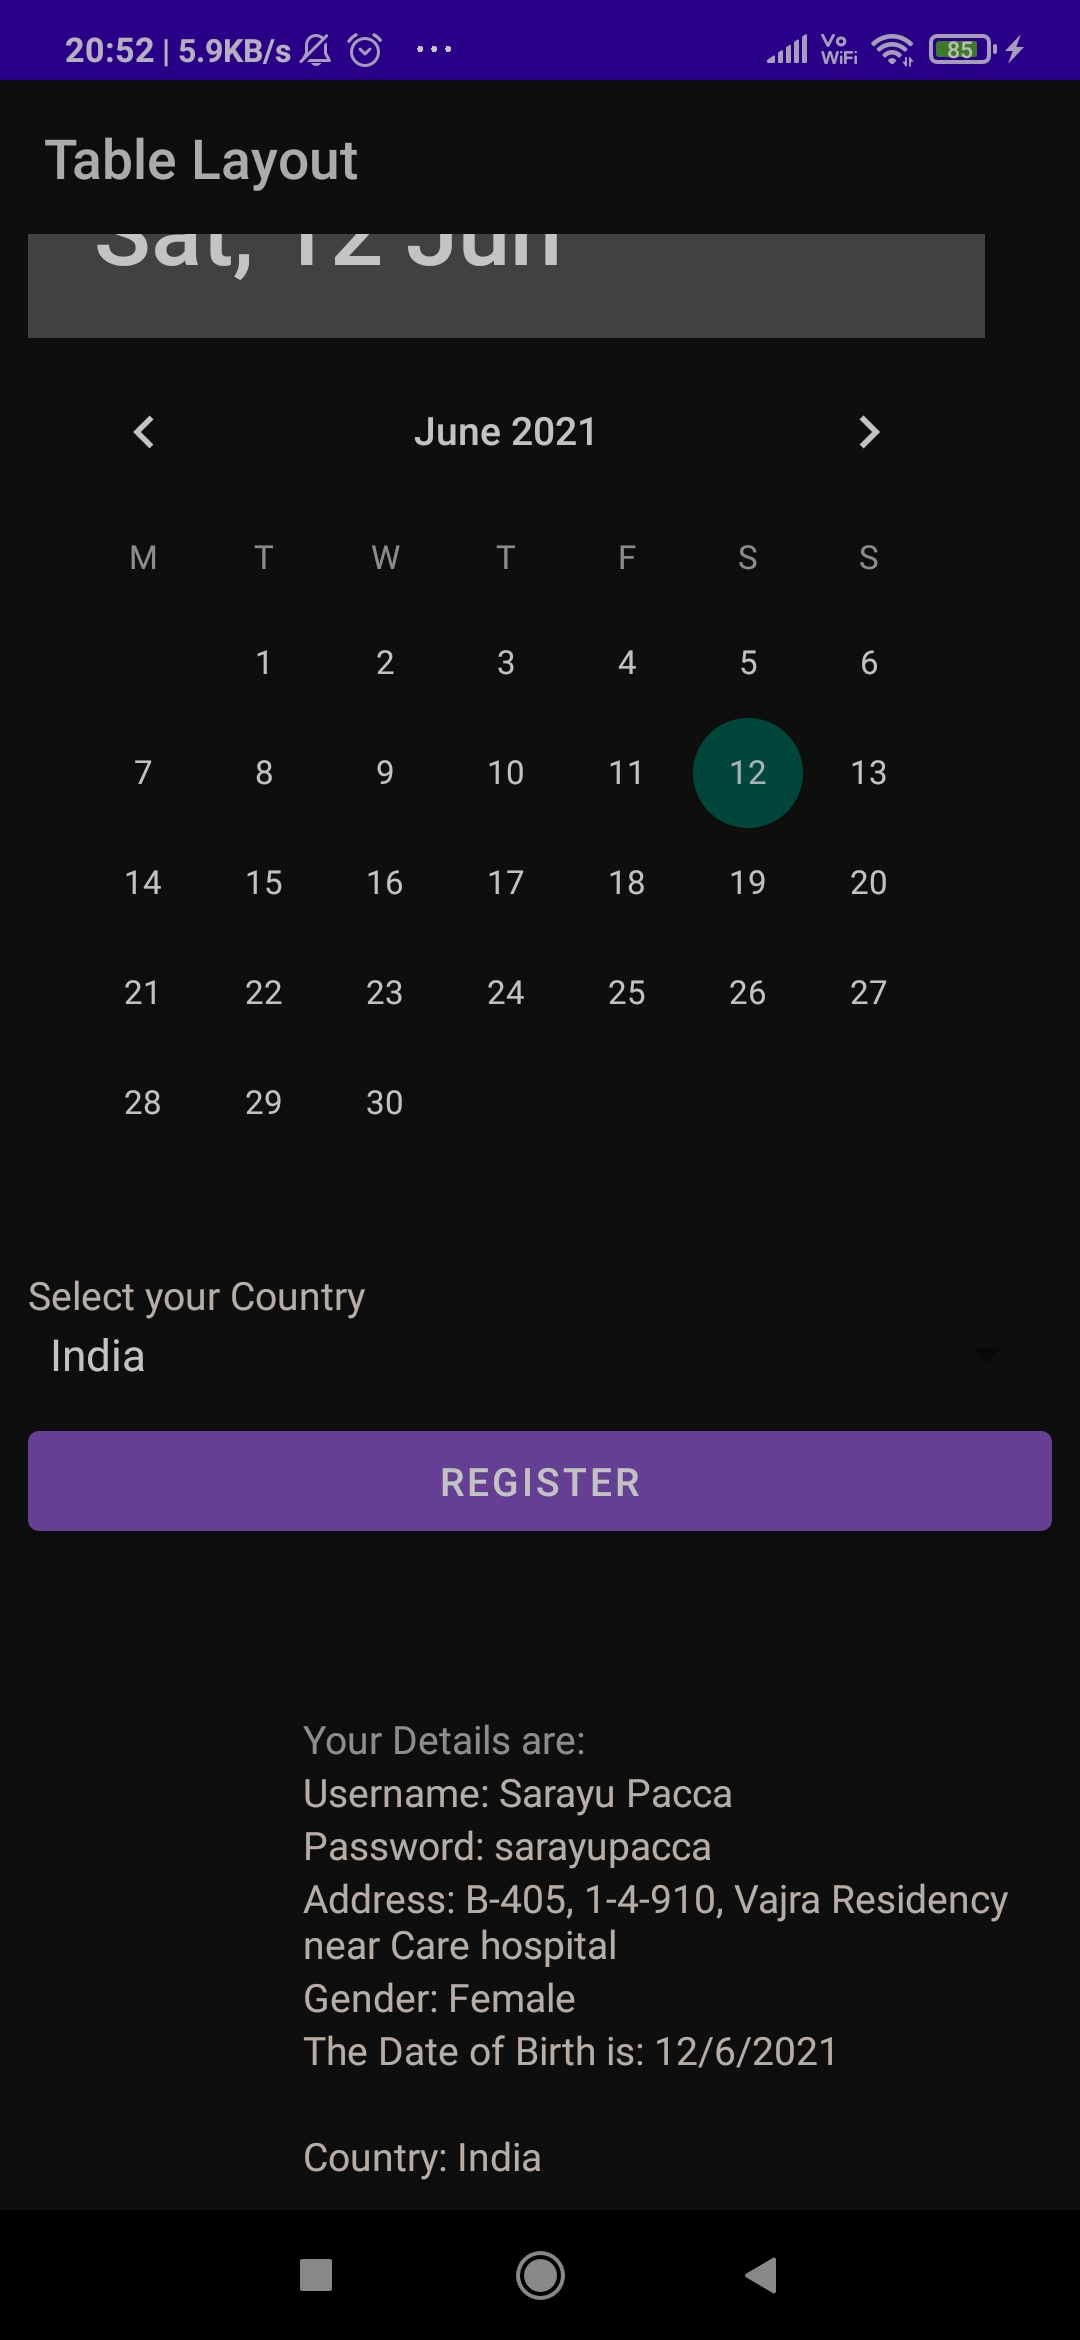 20:52 | 5.9KB/s ... Vo WiFi 85
Table Layout
Sat, 12 Jun
June 2021
M T W T F S S
1 2 3 4 5 6
7 8 9 10 11 12 13
14 15 16 17 18 19 20
21 22 23 24 25 26 27
28 29 30
Select your Country
India
REGISTER
Your Details are:
Username: Sarayu Pacca
Password: sarayupacca
Address: B-405, 1-4-910, Vajra Residency
near Care hospital
Gender: Female
The Date of Birth is: 12/6/2021
Country: India